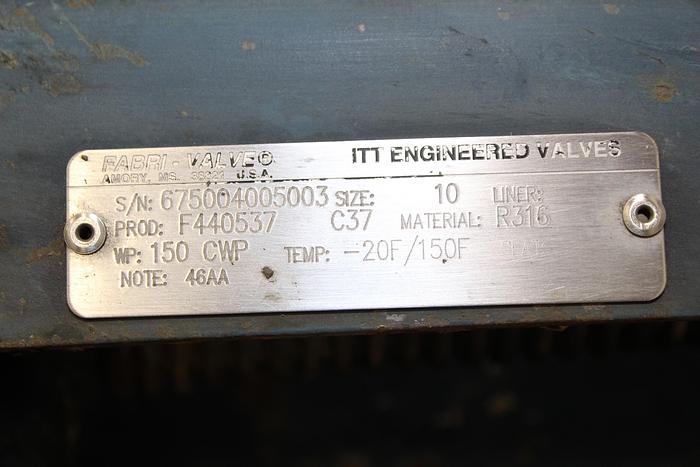 FABRI-VALVE® ITT ENGINEERED VALVES
AMORY, MS. 38821 U.S.A.
S/N: 675004005003 SIZE: 10 LINER:
PROD: F440537 C37 MATERIAL: R316
WP: 150 CWP TEMP: -20F/150F
NOTE: 46AA